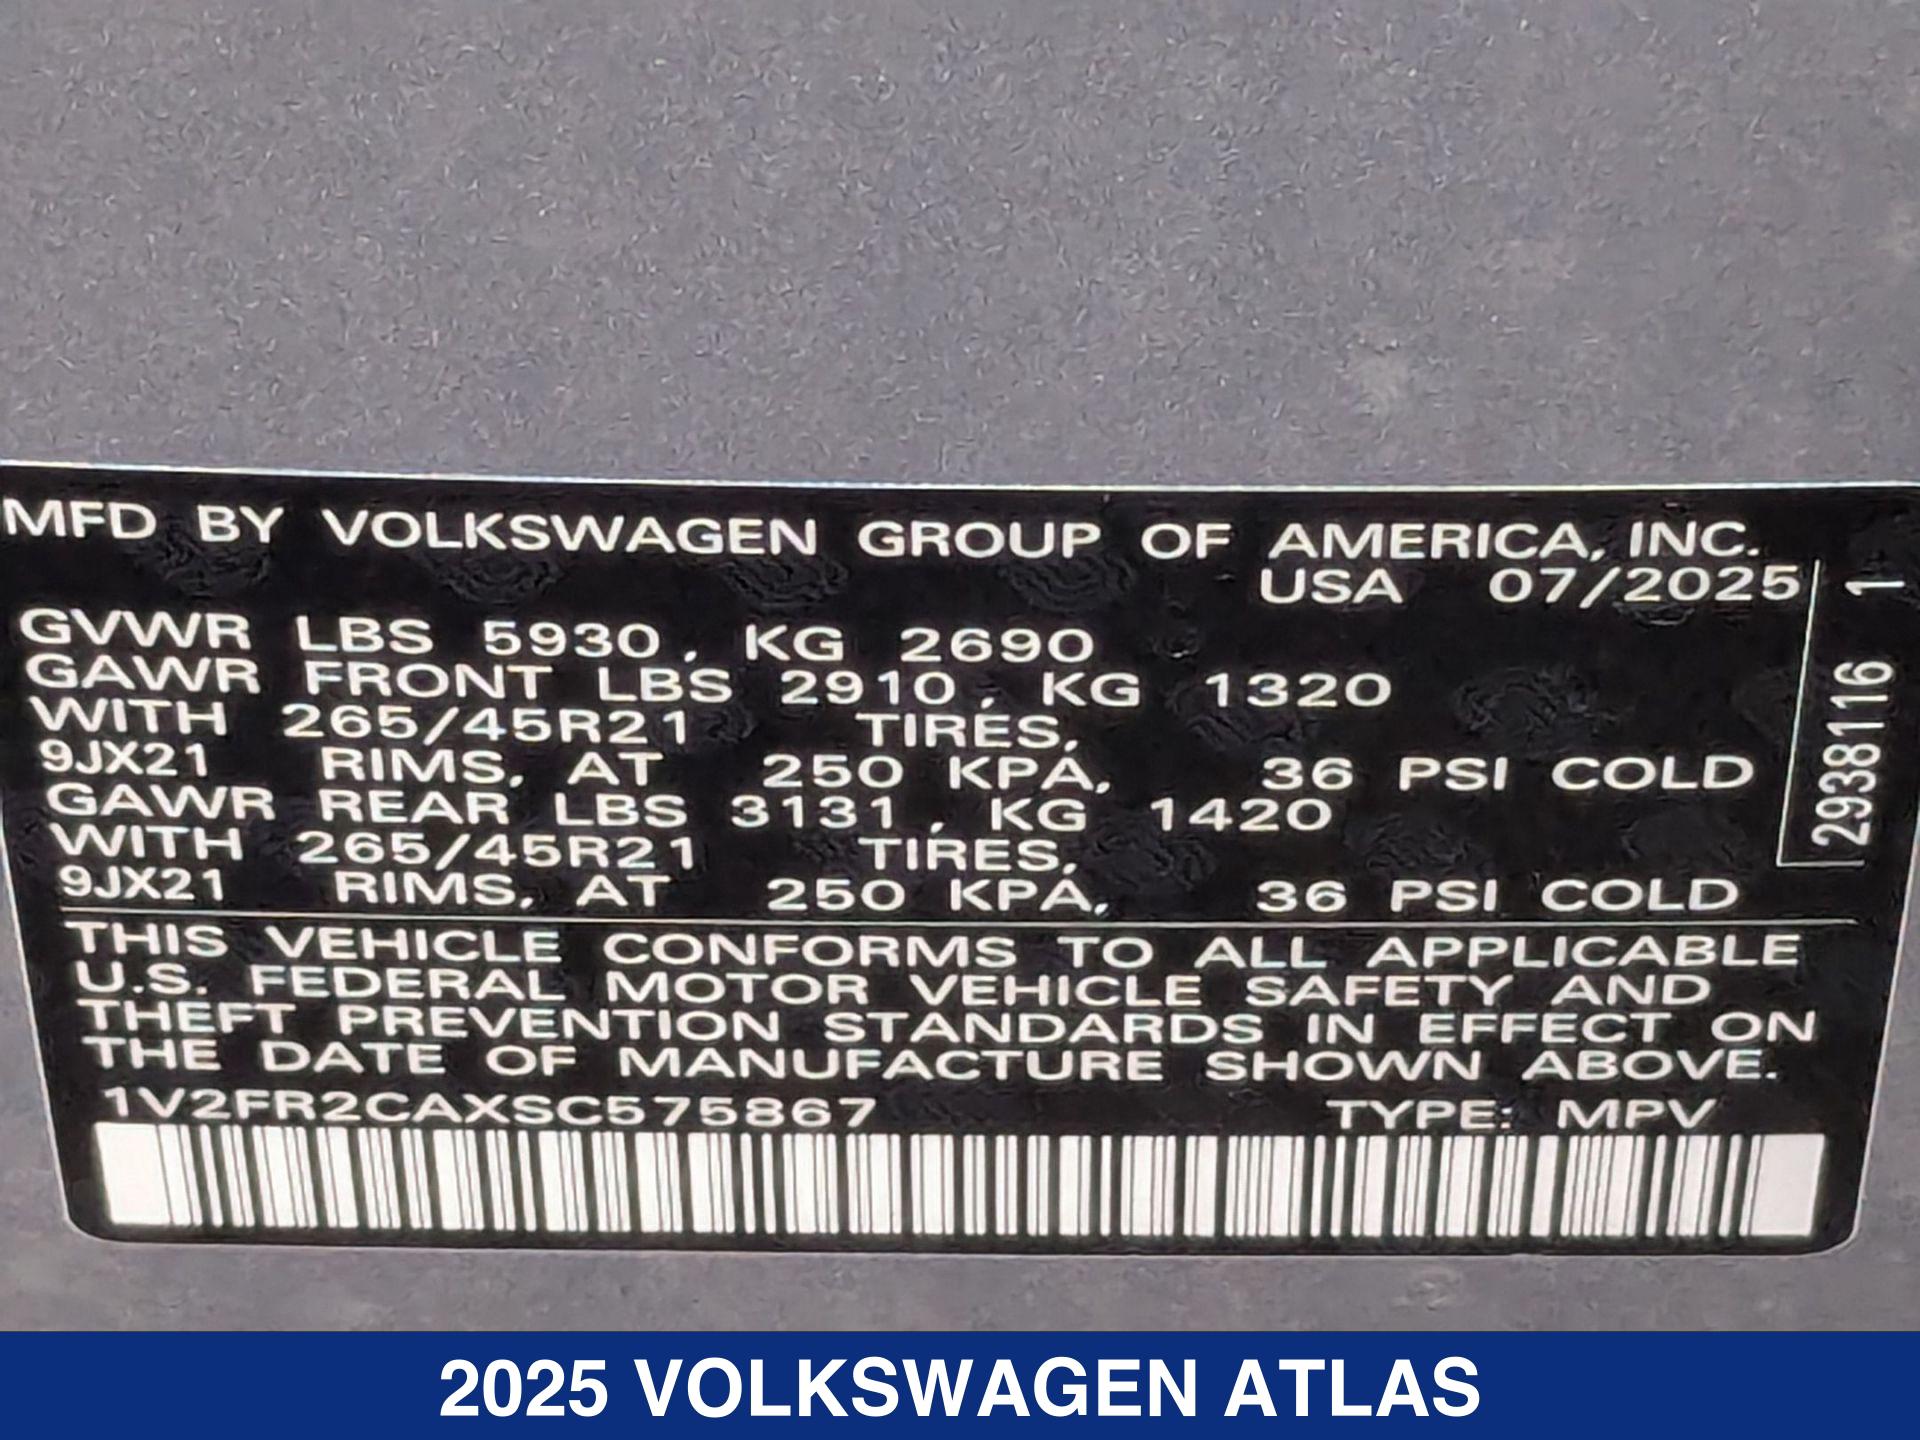 MFD BY VOLKSWAGEN GROUP OF AMERICA, INC.
USA 07/2025
GVWR LBS 5930, KG 2690
GAWR FRONT LBS 2910, KG 1320
WITH 265/45R21 TIRES,
9JX21 RIMS, AT 250 KPA, 36 PSI COLD
GAWR REAR LBS 3131, KG 1420
WITH 265/45R21 TIRES,
9JX21 RIMS, AT 250 KPA, 36 PSI COLD
2938116 1
THIS VEHICLE CONFORMS TO ALL APPLICABLE
U.S. FEDERAL MOTOR VEHICLE SAFETY AND
THEFT PREVENTION STANDARDS IN EFFECT ON
THE DATE OF MANUFACTURE SHOWN ABOVE.
1V2FR2CAXSC575867 TYPE: MPV
2025 VOLKSWAGEN ATLAS